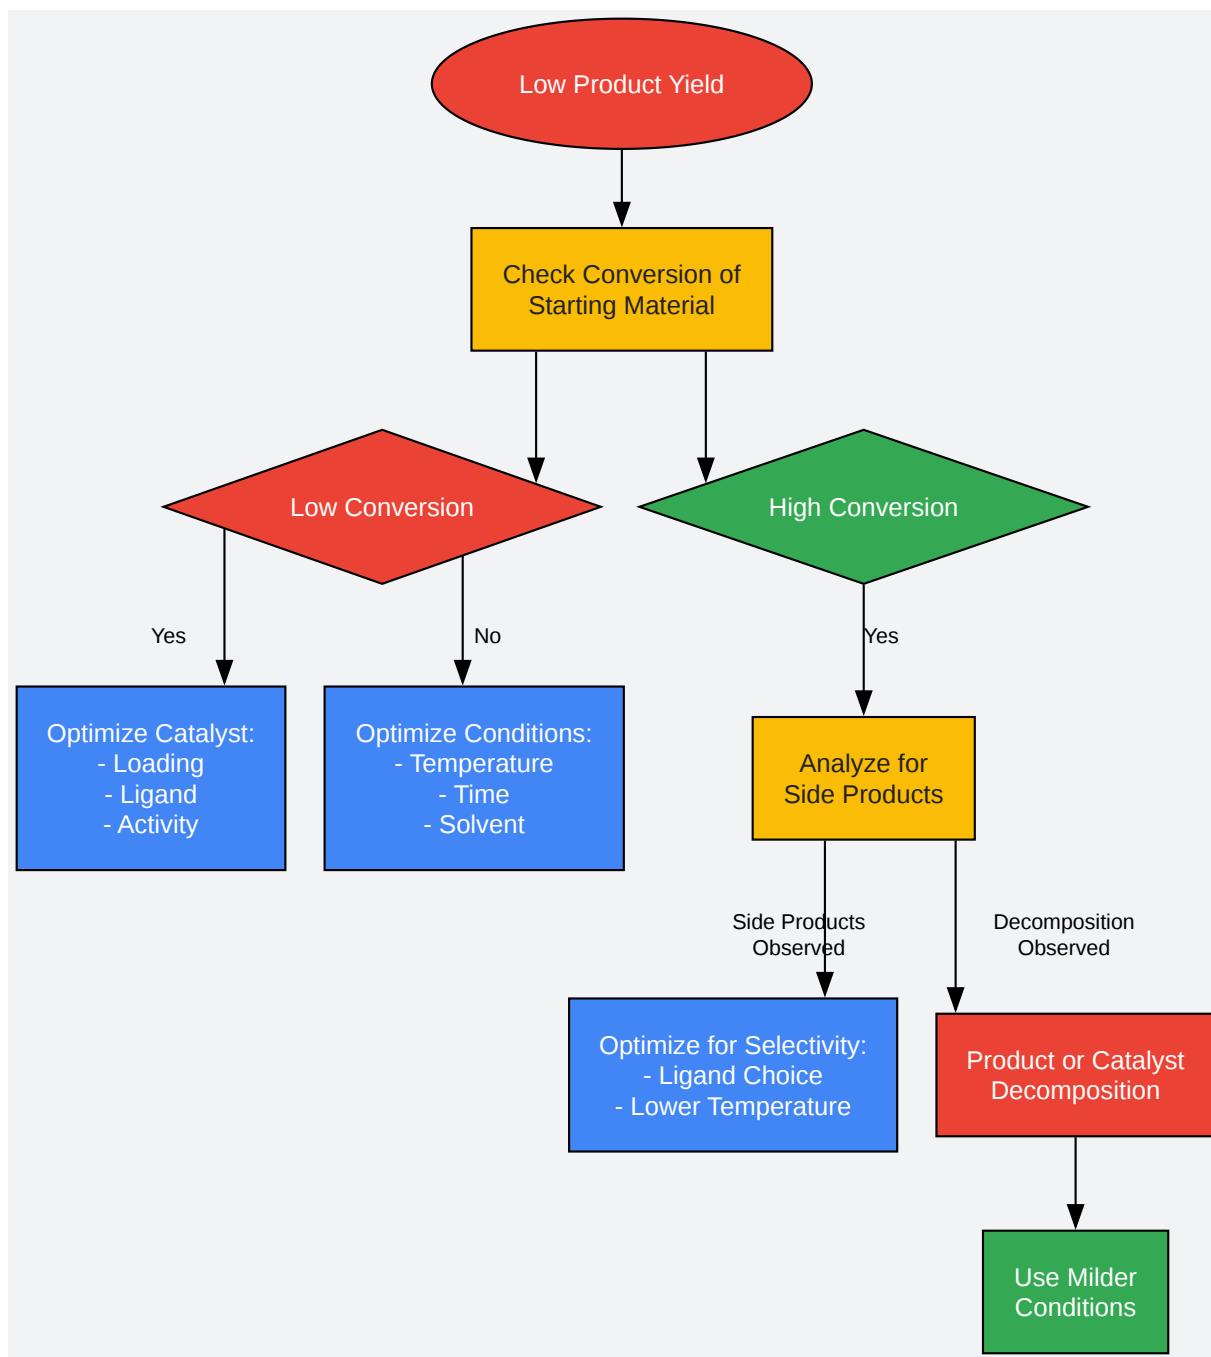 Low Product Yield
Check Conversion of
Starting Material
Low Conversion
High Conversion
Yes
No
Yes
Optimize Catalyst:
- Loading
- Ligand
- Activity
Optimize Conditions:
- Temperature
- Time
- Solvent
Analyze for
Side Products
Side Products
Observed
Decomposition
Observed
Optimize for Selectivity:
- Ligand Choice
- Lower Temperature
Product or Catalyst
Decomposition
Use Milder
Conditions